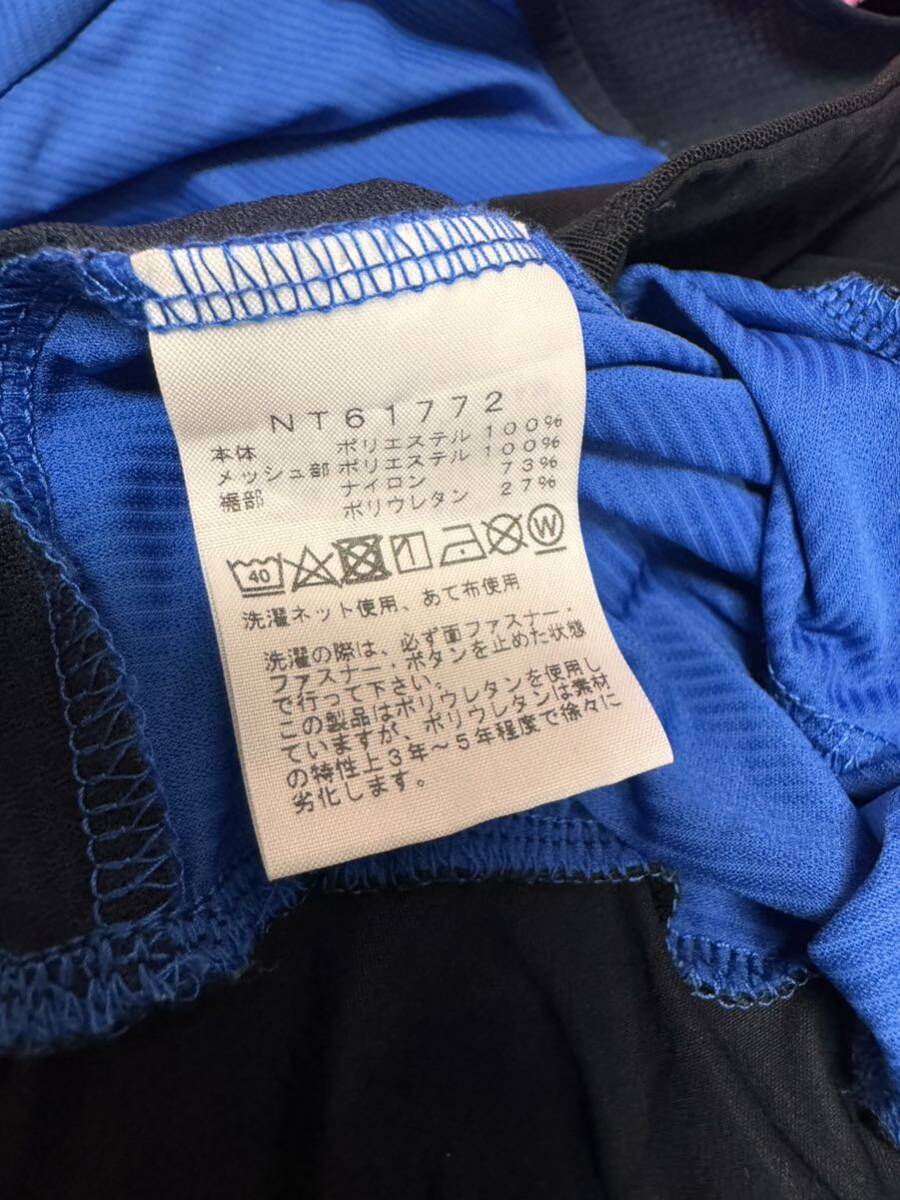 NT61772
本体 ポリエステル 100%
メッシュ部 ポリエステル 100%
裾部 ナイロン 73%
ポリウレタン 27%
40 W
洗濯ネット使用、あて布使用
洗濯の際は、必ず面ファスナー・
ファスナー・ボタンを止めた状態
で行って下さい。
この製品はポリウレタンを使用し
ていますが、ポリウレタンは素材
の特性上3年〜5年程度で徐々に
劣化します。